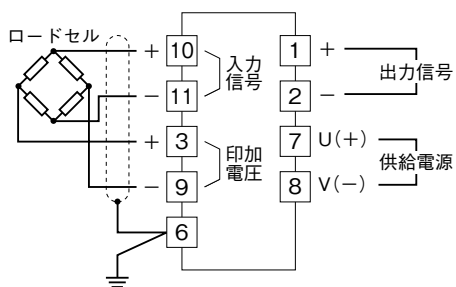 ロードセル
+ 10 入力
信号
− 11
+ 3 印加
電圧
− 9
6
1 +
出力信号
2 −
7 U(+)
供給電源
8 V(−)